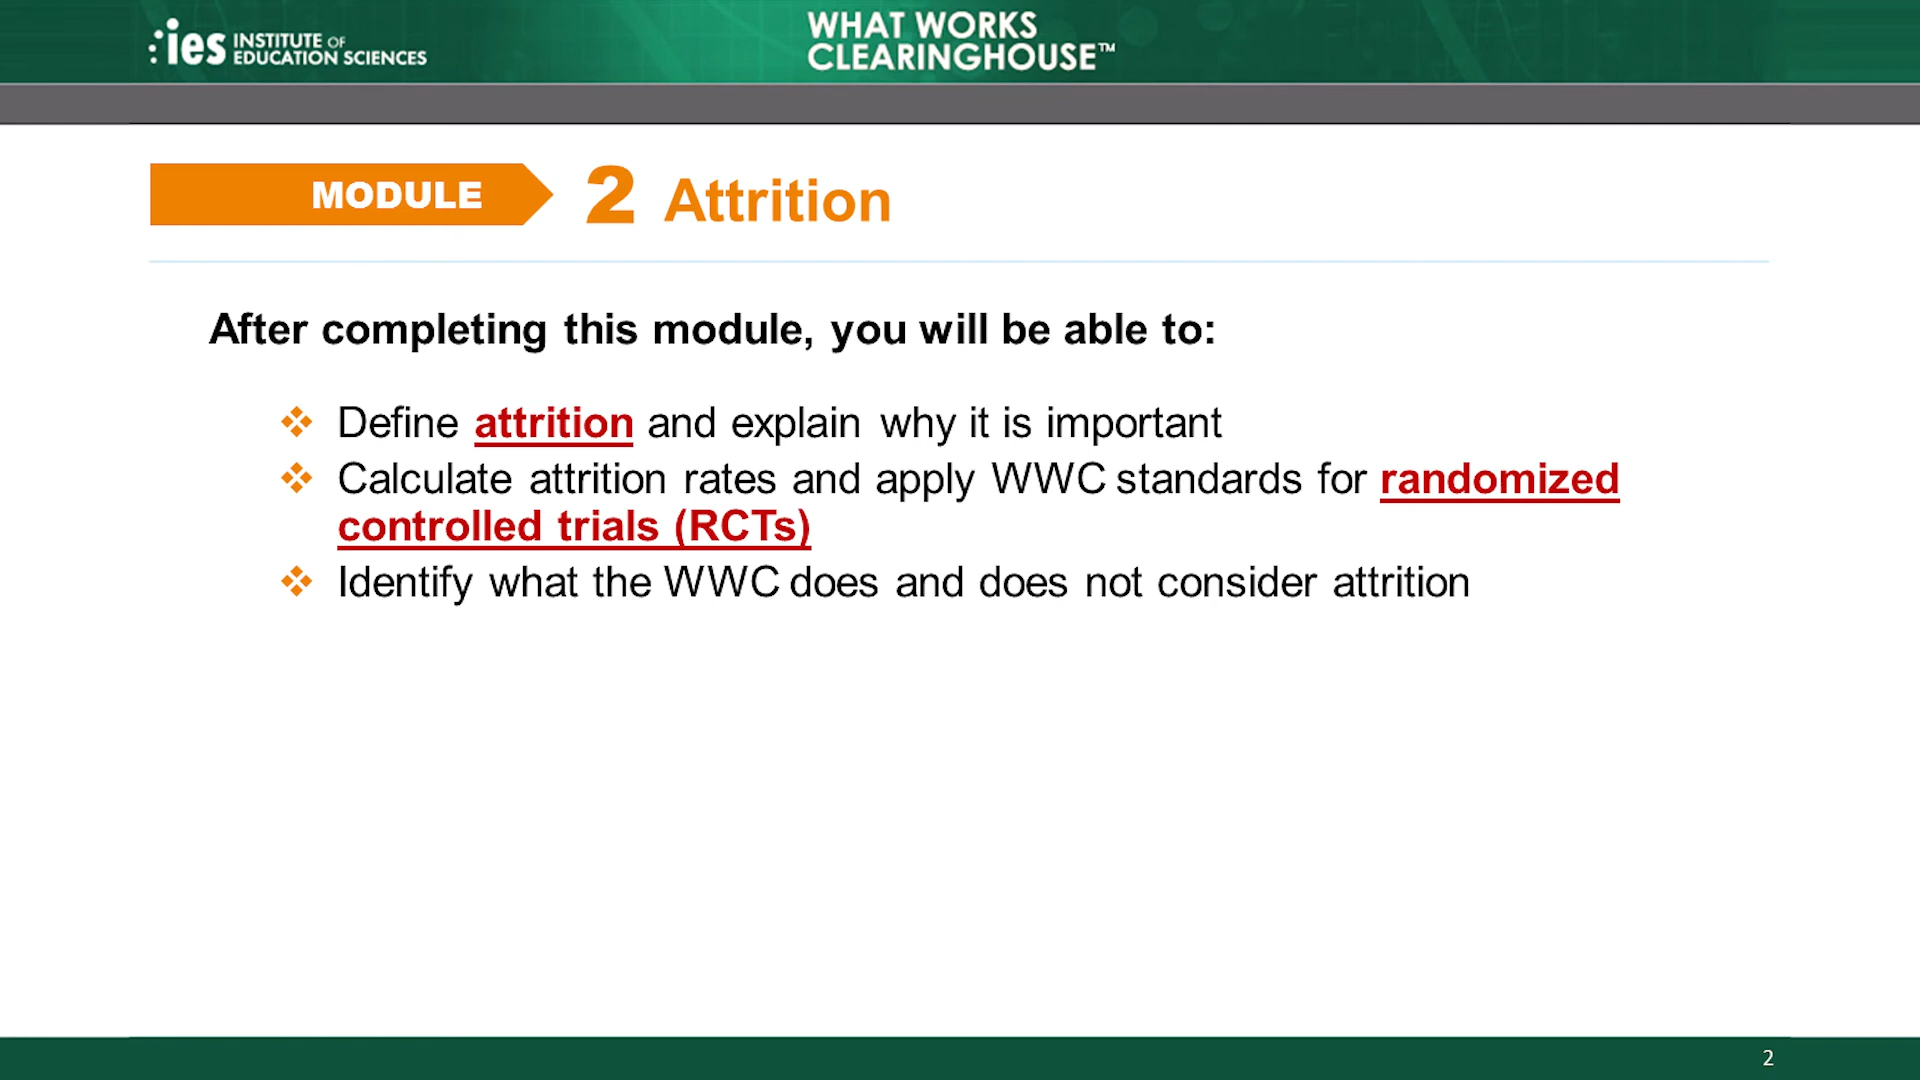 ies INSTITUTE OF
EDUCATION SCIENCES
WHAT WORKS
CLEARINGHOUSE™
MODULE 2 Attrition
After completing this module, you will be able to:
❖ Define attrition and explain why it is important
❖ Calculate attrition rates and apply WWC standards for randomized
controlled trials (RCTs)
❖ Identify what the WWC does and does not consider attrition
2